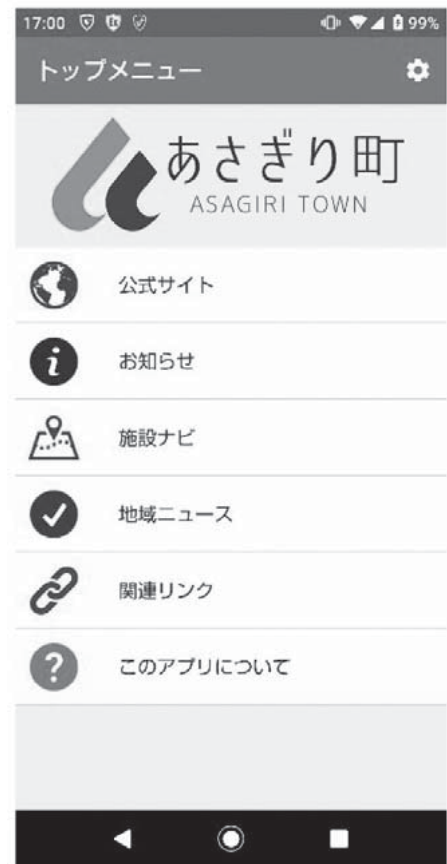 17:00 99%
トップメニュー
あさぎり町
ASAGIRI TOWN
公式サイト
お知らせ
施設ナビ
地域ニュース
関連リンク
このアプリについて